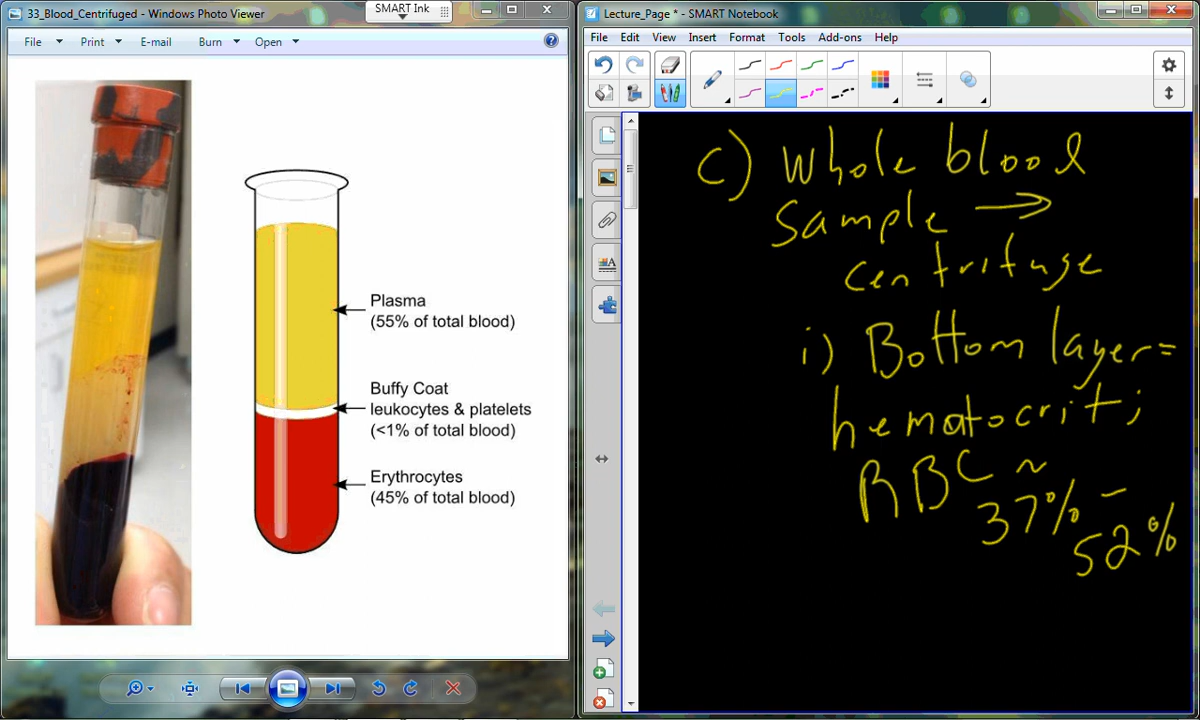 33_Blood_Centrifuged - Windows Photo Viewer
SMART Ink
File Print E-mail Burn Open
Plasma
(55% of total blood)
Buffy Coat
leukocytes & platelets
(<1% of total blood)
Erythrocytes
(45% of total blood)
Lecture_Page * - SMART Notebook
File Edit View Insert Format Tools Add-ons Help
c) Whole blood
sample →
centrifuge
i) Bottom layer =
hematocrit;
RBC ~
37% -
52%